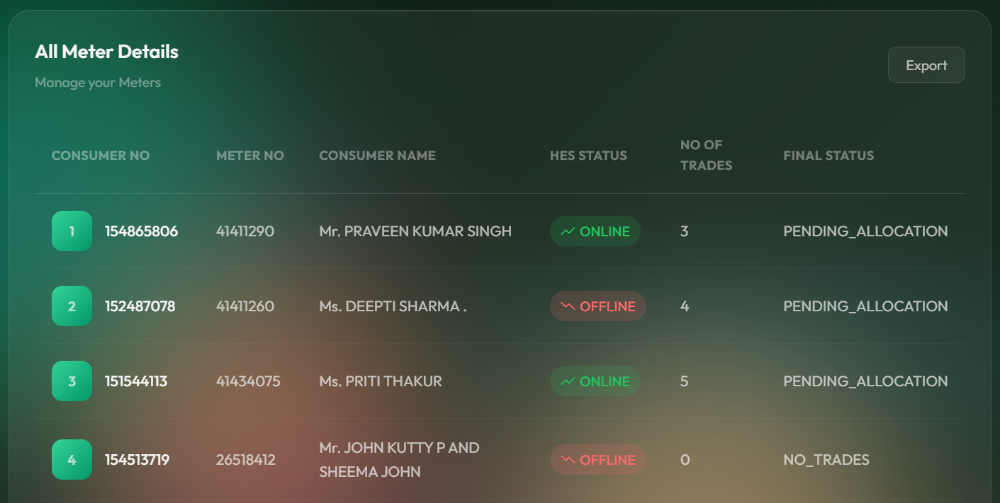 All Meter Details
Manage your Meters
Export
CONSUMER NO METER NO CONSUMER NAME HES STATUS NO OF TRADES FINAL STATUS
1 154865806 41411290 Mr. PRAVEEN KUMAR SINGH ONLINE 3 PENDING_ALLOCATION
2 152487078 41411260 Ms. DEEPTI SHARMA . OFFLINE 4 PENDING_ALLOCATION
3 151544113 41434075 Ms. PRITI THAKUR ONLINE 5 PENDING_ALLOCATION
4 154513719 26518412 Mr. JOHN KUTTY P AND SHEEMA JOHN OFFLINE 0 NO_TRADES